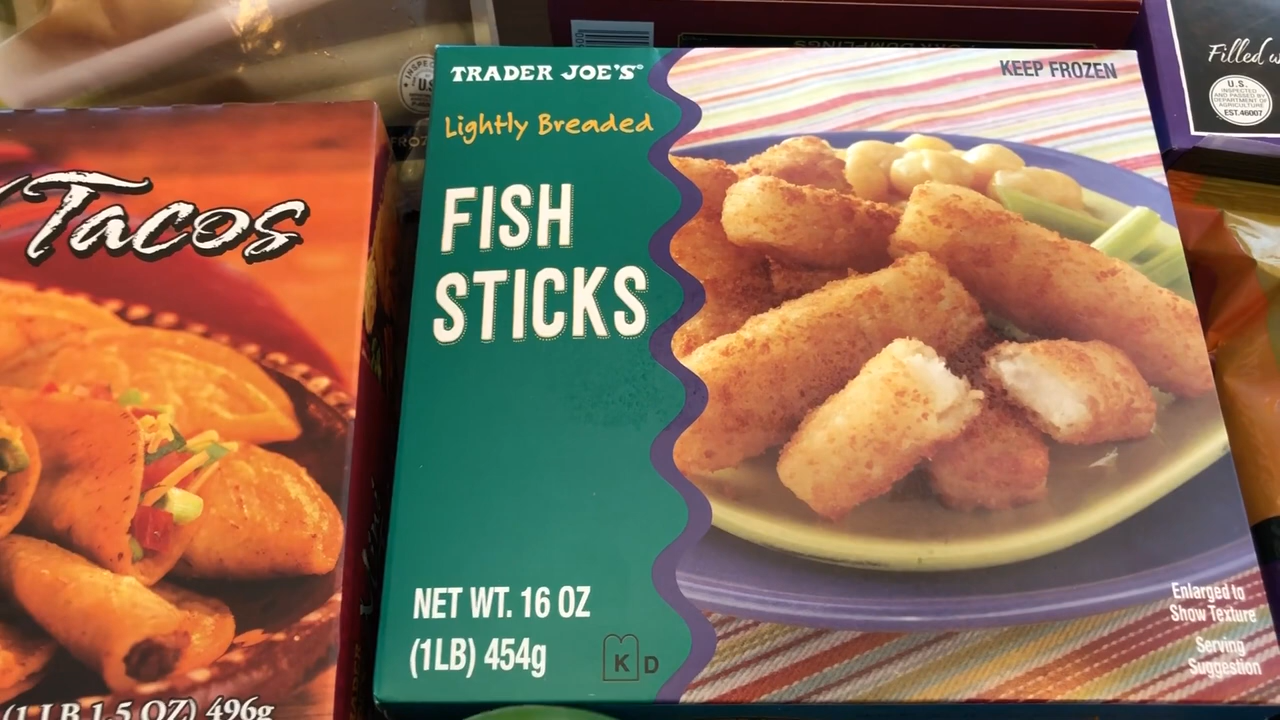 TRADER JOE'S
Lightly Breaded
FISH
STICKS
NET WT. 16 OZ
(1LB) 454g
K D
KEEP FROZEN
Enlarged to
Show Texture
Serving
Suggestion
Tacos
(1 LB 1.5 OZ) 496g
DUMPLINGS
Filled
U.S.
INSPECTED
AND PASSED BY
DEPARTMENT OF
AGRICULTURE
EST.46007